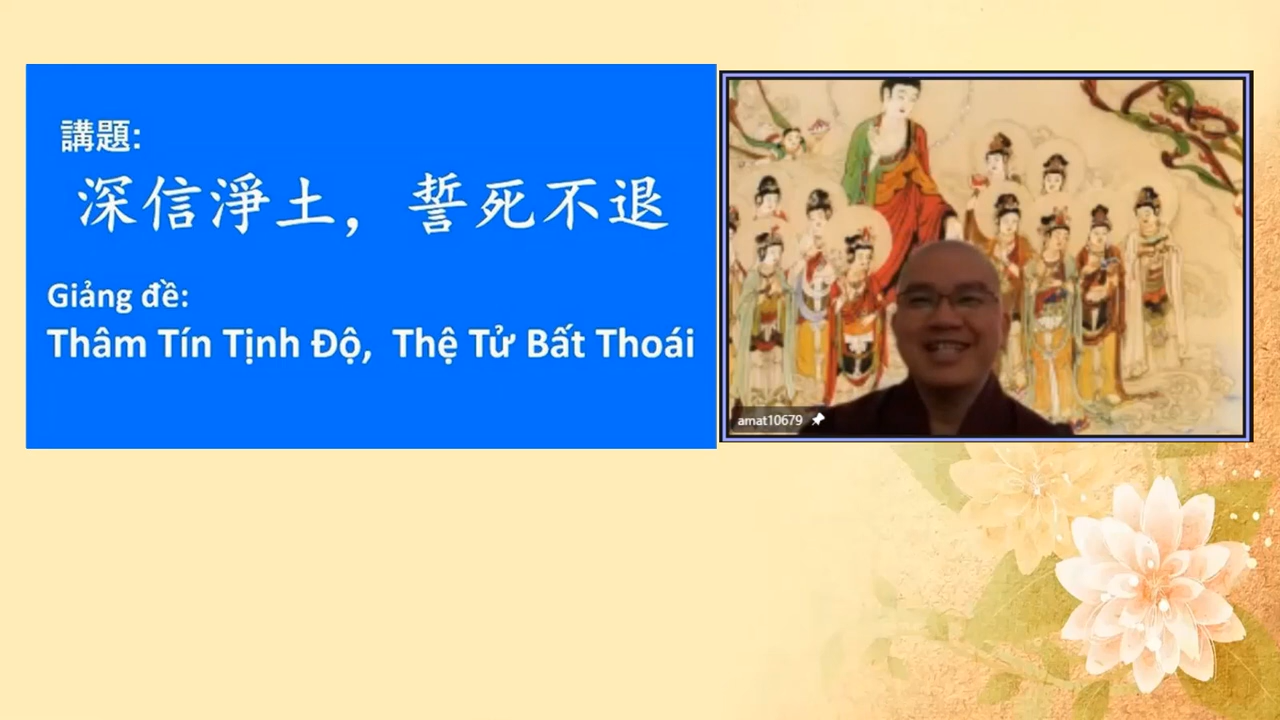 講題:
深信淨土，誓死不退
Giảng đề:
Thâm Tín Tịnh Độ, Thệ Tử Bất Thoái
amat10679